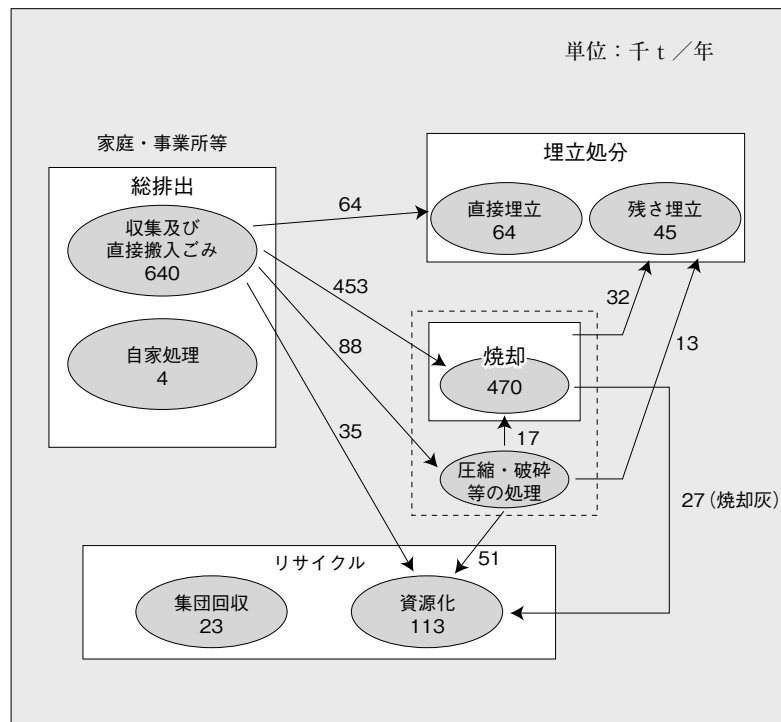 単位：千ｔ／年
家庭・事業所等
総排出
収集及び
直接搬入ごみ
640
自家処理
4
埋立処分
直接埋立
64
残さ埋立
45
64
453
88
35
32
13
焼却
470
17
圧縮・破砕
等の処理
27（焼却灰）
51
リサイクル
集団回収
23
資源化
113